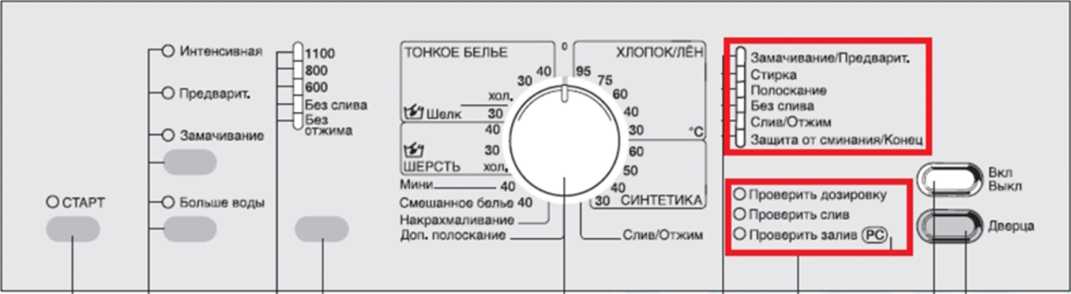 Интенсивная
Предварит.
Замачивание
СТАРТ
Больше воды
1100
800
600
Без слива
Без
отжима
ТОНКОЕ БЕЛЬЕ
40
30
хол.
Шелк 30
40
30
ШЕРСТЬ хол.
Мини 40
Смешанное белье 40
Накрахмаливание
Доп. полоскание
0
ХЛОПОК/ЛЁН
95
75
60
40
30
°C
60
50
40
30
СИНТЕТИКА
Слив/Отжим
Замачивание/Предварит.
Стирка
Полоскание
Без слива
Слив/Отжим
Защита от сминания/Конец
Проверить дозировку
Проверить слив
Проверить залив PC
Вкл
Выкл
Дверца